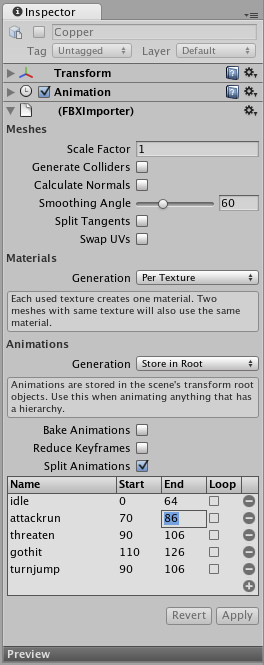 Inspector
Copper
Tag Untagged Layer Default
Transform
Animation
(FBXImporter)
Meshes
Scale Factor 1
Generate Colliders
Calculate Normals
Smoothing Angle 60
Split Tangents
Swap UVs
Materials
Generation Per Texture
Each used texture creates one material. Two
meshes with same texture will also use the same
material.
Animations
Generation Store in Root
Animations are stored in the scene's transform root
objects. Use this when animating anything that has
a hierarchy.
Bake Animations
Reduce Keyframes
Split Animations
Name Start End Loop
idle 0 64
attackrun 70 86
threaten 90 106
gothit 110 126
turnjump 90 106
Revert Apply
Preview